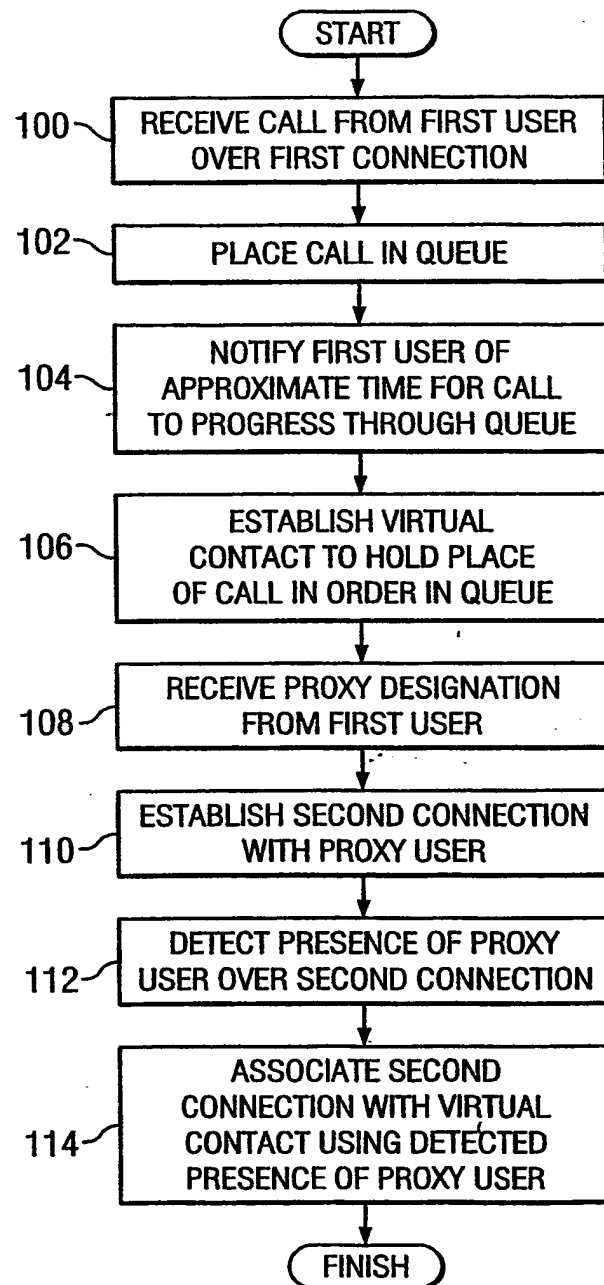 START
100
RECEIVE CALL FROM FIRST USER
OVER FIRST CONNECTION
102
PLACE CALL IN QUEUE
104
NOTIFY FIRST USER OF
APPROXIMATE TIME FOR CALL
TO PROGRESS THROUGH QUEUE
106
ESTABLISH VIRTUAL
CONTACT TO HOLD PLACE
OF CALL IN ORDER IN QUEUE
108
RECEIVE PROXY DESIGNATION
FROM FIRST USER
110
ESTABLISH SECOND CONNECTION
WITH PROXY USER
112
DETECT PRESENCE OF PROXY
USER OVER SECOND CONNECTION
114
ASSOCIATE SECOND
CONNECTION WITH VIRTUAL
CONTACT USING DETECTED
PRESENCE OF PROXY USER
FINISH